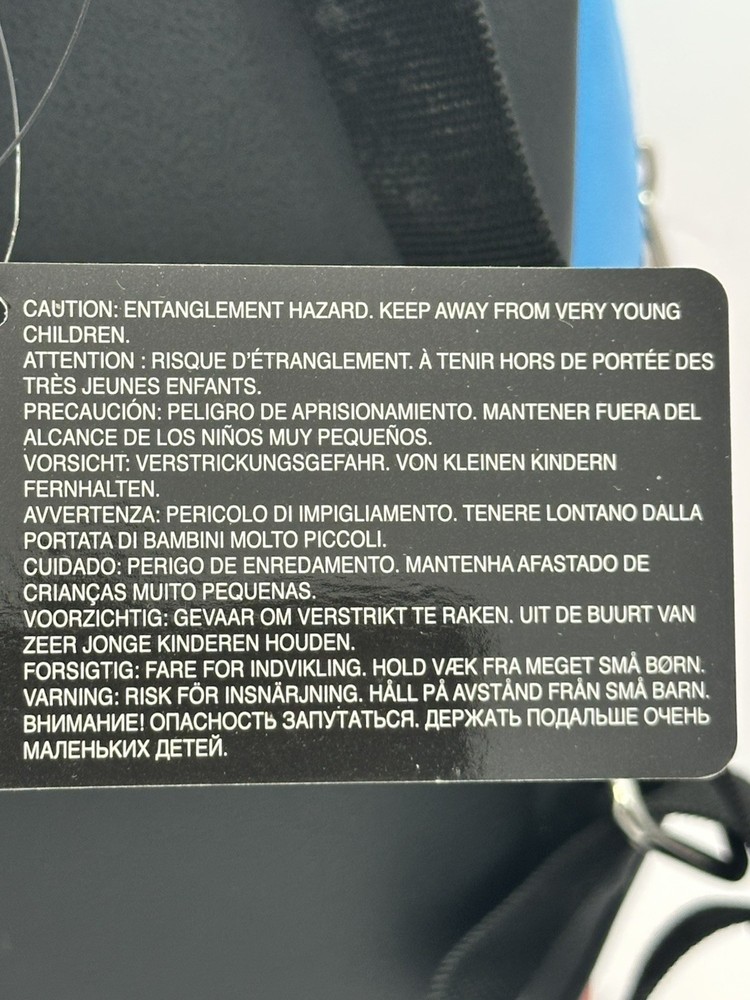 CAUTION: ENTANGLEMENT HAZARD. KEEP AWAY FROM VERY YOUNG
CHILDREN.
ATTENTION : RISQUE D'ÉTRANGLEMENT. À TENIR HORS DE PORTÉE DES
TRÈS JEUNES ENFANTS.
PRECAUCIÓN: PELIGRO DE APRISIONAMIENTO. MANTENER FUERA DEL
ALCANCE DE LOS NIÑOS MUY PEQUEÑOS.
VORSICHT: VERSTRICKUNGSGEFAHR. VON KLEINEN KINDERN
FERNHALTEN.
AVVERTENZA: PERICOLO DI IMPIGLIAMENTO. TENERE LONTANO DALLA
PORTATA DI BAMBINI MOLTO PICCOLI.
CUIDADO: PERIGO DE ENREDAMENTO. MANTENHA AFASTADO DE
CRIANÇAS MUITO PEQUENAS.
VOORZICHTIG: GEVAAR OM VERSTRIKT TE RAKEN. UIT DE BUURT VAN
ZEER JONGE KINDEREN HOUDEN.
FORSIGTIG: FARE FOR INDVIKLING. HOLD VÆK FRA MEGET SMÅ BØRN.
VARNING: RISK FÖR INSNÄRJNING. HÅLL PÅ AVSTÅND FRÅN SMÅ BARN.
ВНИМАНИЕ! ОПАСНОСТЬ ЗАПУТАТЬСЯ. ДЕРЖАТЬ ПОДАЛЬШЕ ОЧЕНЬ
МАЛЕНЬКИХ ДЕТЕЙ.